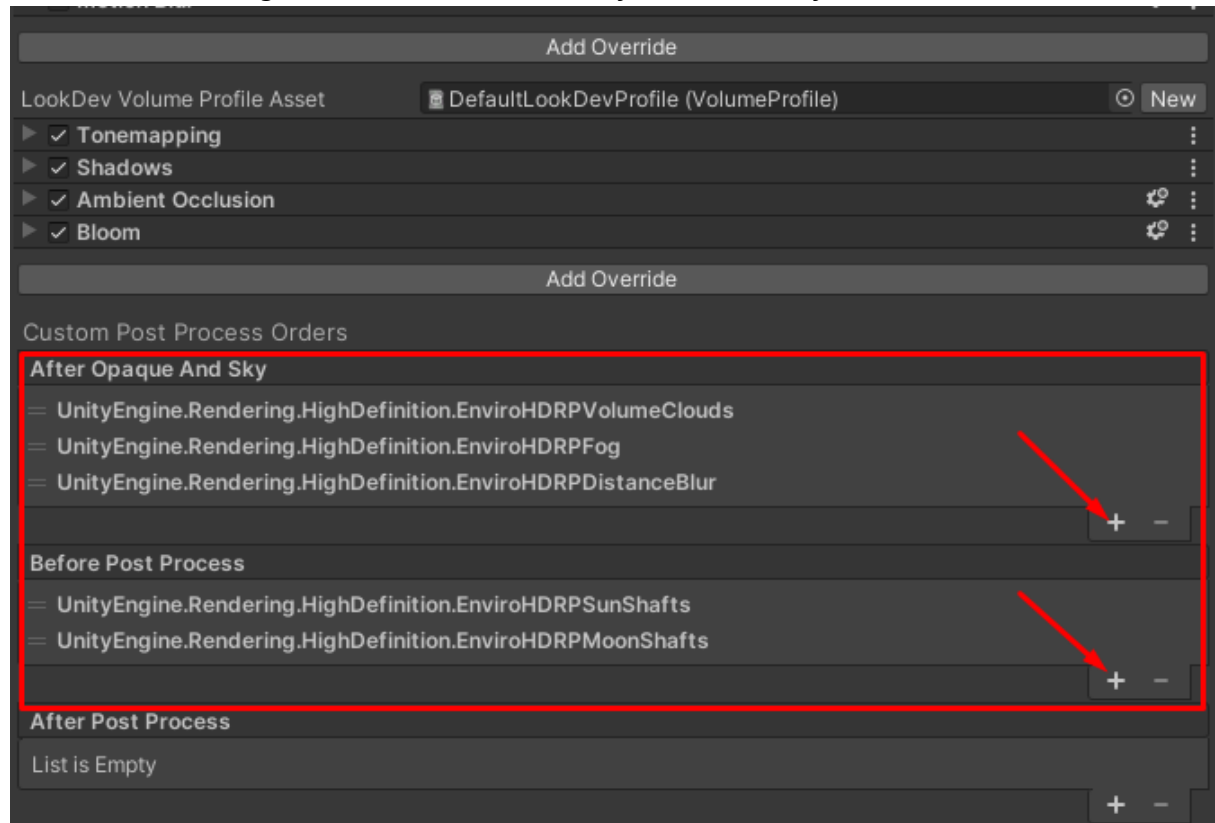 Add Override
LookDev Volume Profile Asset DefaultLookDevProfile (VolumeProfile) New
Tonemapping
Shadows
Ambient Occlusion
Bloom
Add Override
Custom Post Process Orders
After Opaque And Sky
UnityEngine.Rendering.HighDefinition.EnviroHDRPVolumeClouds
UnityEngine.Rendering.HighDefinition.EnviroHDRPFog
UnityEngine.Rendering.HighDefinition.EnviroHDRPDistanceBlur
+ −
Before Post Process
UnityEngine.Rendering.HighDefinition.EnviroHDRPSunShafts
UnityEngine.Rendering.HighDefinition.EnviroHDRPMoonShafts
+ −
After Post Process
List is Empty
+ −